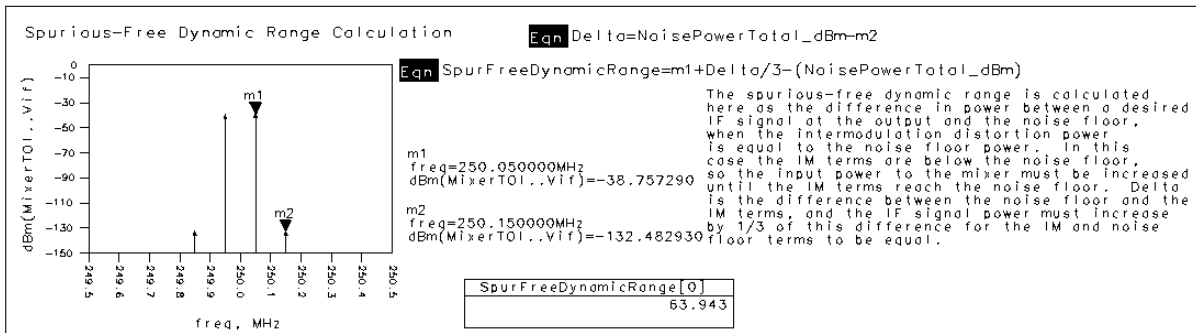 Spurious-Free Dynamic Range Calculation
Eqn Delta=NoisePowerTotal_dBm-m2
Eqn SpurFreeDynamicRange=m1+Delta/3-(NoisePowerTotal_dBm)
dBm(MixerTOI..Vif)
-10
-30
-50
-70
-90
-110
-130
-150
0
m1
m2
249.5
249.6
249.7
249.8
249.9
250.0
250.1
250.2
250.3
250.4
250.5
freq, MHz
m1
freq=250.050000MHz
dBm(MixerTOI..Vif)=-38.757290
m2
freq=250.150000MHz
dBm(MixerTOI..Vif)=-132.482930
The spurious-free dynamic range is calculated
here as the difference in power between a desired
IF signal at the output and the noise floor,
when the intermodulation distortion power
is equal to the noise floor power. In this
case the IM terms are below the noise floor,
so the input power to the mixer must be increased
until the IM terms reach the noise floor. Delta
is the difference between the noise floor and the
IM terms, and the IF signal power must increase
by 1/3 of this difference for the IM and noise
floor terms to be equal.
SpurFreeDynamicRange[0]
63.943